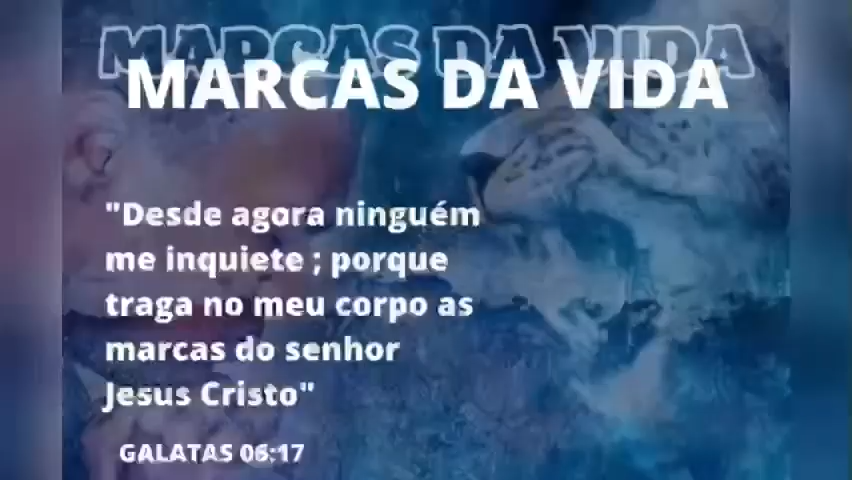 MARCAS DA VIDA
MARCAS DA VIDA
"Desde agora ninguém
me inquiete ; porque
traga no meu corpo as
marcas do senhor
Jesus Cristo"
GALATAS 06:17